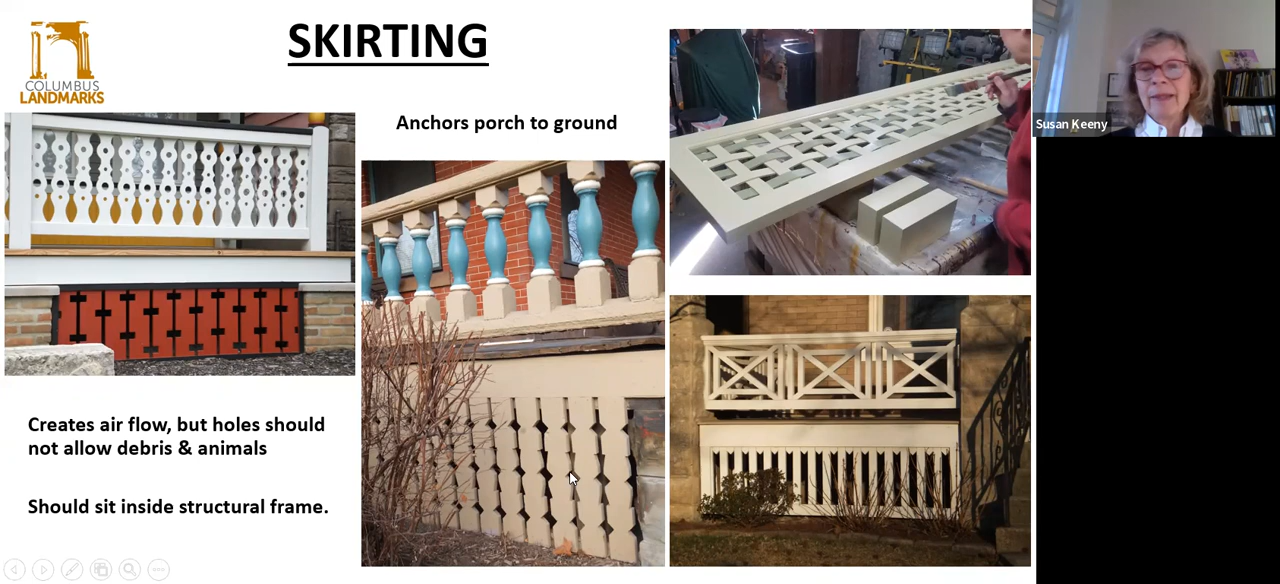 SKIRTING
COLUMBUS
LANDMARKS
Anchors porch to ground
Susan Keeny
Creates air flow, but holes should
not allow debris & animals
Should sit inside structural frame.